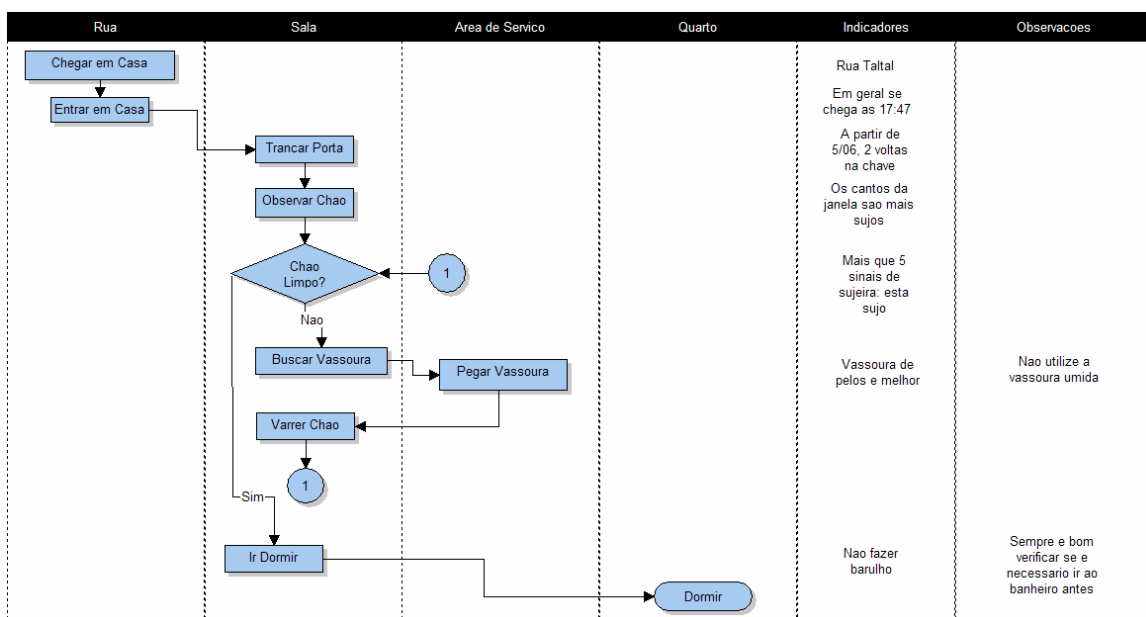 Rua
Sala
Area de Servico
Quarto
Indicadores
Observacoes
Chegar em Casa
Rua Taltal
Entrar em Casa
Em geral se
chega as 17:47
Trancar Porta
A partir de
5/06, 2 voltas
na chave
Observar Chao
Os cantos da
janela sao mais
sujos
Chao
Limpo?
1
Mais que 5
sinais de
sujeira: esta
sujo
Nao
Buscar Vassoura
Pegar Vassoura
Vassoura de
pelos e melhor
Nao utilize a
vassoura umida
Varrer Chao
1
Sim
Ir Dormir
Nao fazer
barulho
Sempre e bom
verificar se e
necessario ir ao
banheiro antes
Dormir